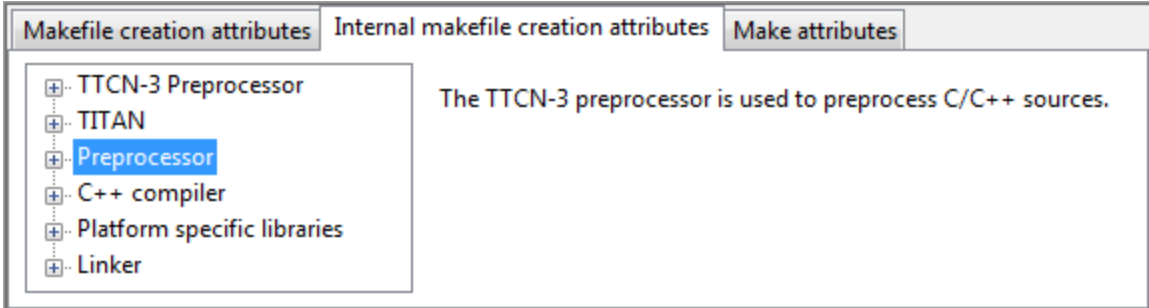 Makefile creation attributes Internal makefile creation attributes Make attributes
TTCN-3 Preprocessor
The TTCN-3 preprocessor is used to preprocess C/C++ sources.
TITAN
Preprocessor
C++ compiler
Platform specific libraries
Linker